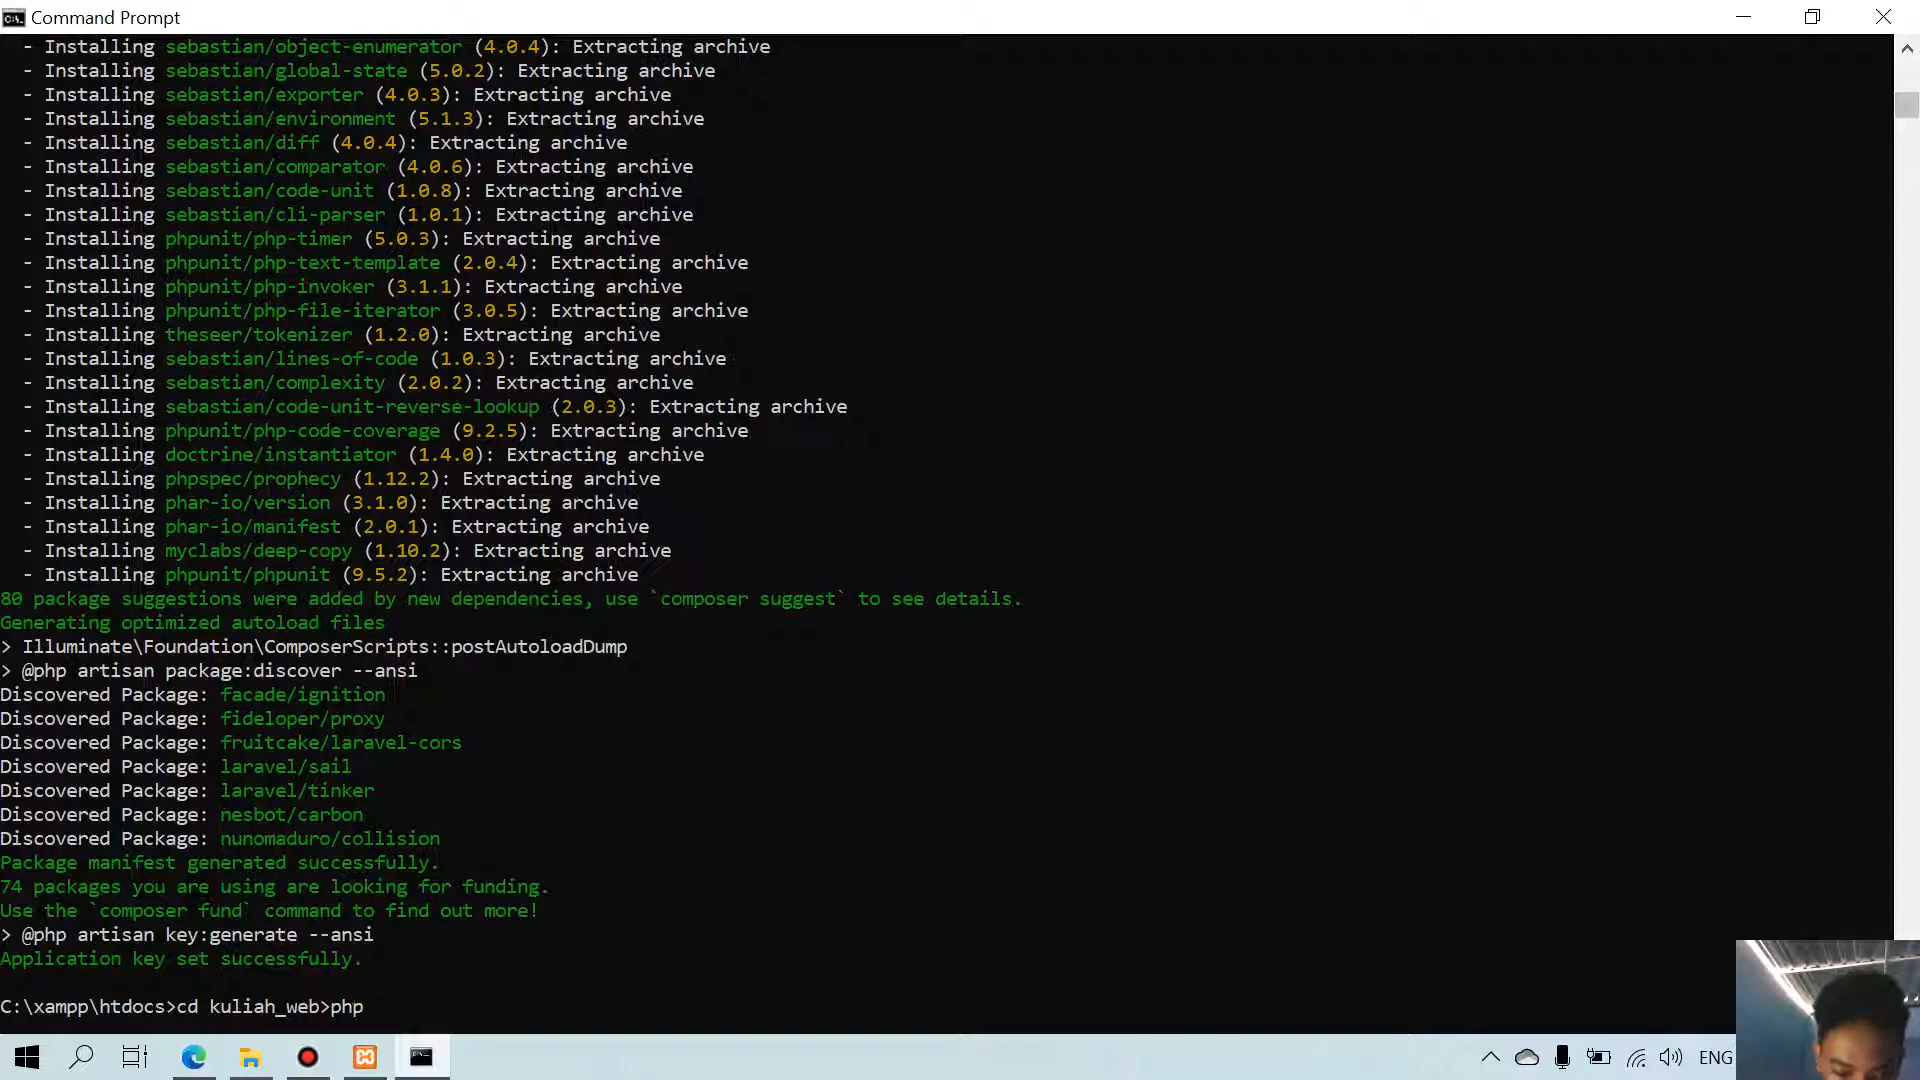 Command Prompt
- Installing sebastian/object-enumerator (4.0.4): Extracting archive
- Installing sebastian/global-state (5.0.2): Extracting archive
- Installing sebastian/exporter (4.0.3): Extracting archive
- Installing sebastian/environment (5.1.3): Extracting archive
- Installing sebastian/diff (4.0.4): Extracting archive
- Installing sebastian/comparator (4.0.6): Extracting archive
- Installing sebastian/code-unit (1.0.8): Extracting archive
- Installing sebastian/cli-parser (1.0.1): Extracting archive
- Installing phpunit/php-timer (5.0.3): Extracting archive
- Installing phpunit/php-text-template (2.0.4): Extracting archive
- Installing phpunit/php-invoker (3.1.1): Extracting archive
- Installing phpunit/php-file-iterator (3.0.5): Extracting archive
- Installing theseer/tokenizer (1.2.0): Extracting archive
- Installing sebastian/lines-of-code (1.0.3): Extracting archive
- Installing sebastian/complexity (2.0.2): Extracting archive
- Installing sebastian/code-unit-reverse-lookup (2.0.3): Extracting archive
- Installing phpunit/php-code-coverage (9.2.5): Extracting archive
- Installing doctrine/instantiator (1.4.0): Extracting archive
- Installing phpspec/prophecy (1.12.2): Extracting archive
- Installing phar-io/version (3.1.0): Extracting archive
- Installing phar-io/manifest (2.0.1): Extracting archive
- Installing myclabs/deep-copy (1.10.2): Extracting archive
- Installing phpunit/phpunit (9.5.2): Extracting archive
80 package suggestions were added by new dependencies, use `composer suggest` to see details.
Generating optimized autoload files
> Illuminate\Foundation\ComposerScripts::postAutoloadDump
> @php artisan package:discover --ansi
Discovered Package: facade/ignition
Discovered Package: fideloper/proxy
Discovered Package: fruitcake/laravel-cors
Discovered Package: laravel/sail
Discovered Package: laravel/tinker
Discovered Package: nesbot/carbon
Discovered Package: nunomaduro/collision
Package manifest generated successfully.
74 packages you are using are looking for funding.
Use the `composer fund` command to find out more!
> @php artisan key:generate --ansi
Application key set successfully.
C:\xampp\htdocs>cd kuliah_web>php
ENG